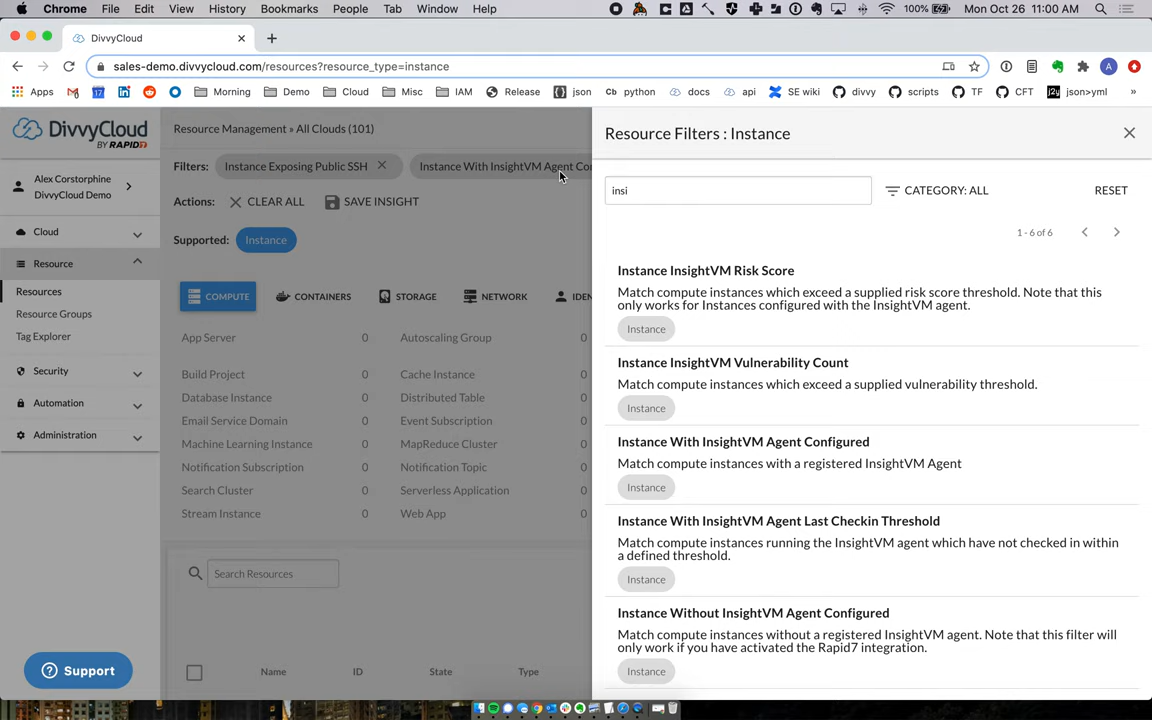 Chrome File Edit View History Bookmarks People Tab Window Help 100% Mon Oct 26 11:00 AM
DivvyCloud
sales-demo.divvycloud.com/resources?resource_type=instance
Apps 17 Morning Demo Cloud Misc IAM Release json python docs api SE wiki divvy scripts TF CFT json>yml »
DivvyCloud
BY RAPID7
Alex Corstorphine
DivvyCloud Demo
Cloud
Resource
Resources
Resource Groups
Tag Explorer
Security
Automation
Administration
Support
Resource Management » All Clouds (101)
Filters: Instance Exposing Public SSH Instance With InsightVM Agent Con
Actions: CLEAR ALL SAVE INSIGHT
Supported: Instance
COMPUTE CONTAINERS STORAGE NETWORK IDEN
App Server 0 Autoscaling Group 0
Build Project 0 Cache Instance 0
Database Instance 0 Distributed Table 0
Email Service Domain 0 Event Subscription 0
Machine Learning Instance 0 MapReduce Cluster 0
Notification Subscription 0 Notification Topic 0
Search Cluster 0 Serverless Application 0
Stream Instance 0 Web App 0
Search Resources
Name ID State Type
Resource Filters : Instance
insi
CATEGORY: ALL
RESET
1 - 6 of 6
Instance InsightVM Risk Score
Match compute instances which exceed a supplied risk score threshold. Note that this
only works for Instances configured with the InsightVM agent.
Instance
Instance InsightVM Vulnerability Count
Match compute instances which exceed a supplied vulnerability threshold.
Instance
Instance With InsightVM Agent Configured
Match compute instances with a registered InsightVM Agent
Instance
Instance With InsightVM Agent Last Checkin Threshold
Match compute instances running the InsightVM agent which have not checked in within
a defined threshold.
Instance
Instance Without InsightVM Agent Configured
Match compute instances without a registered InsightVM agent. Note that this filter will
only work if you have activated the Rapid7 integration.
Instance